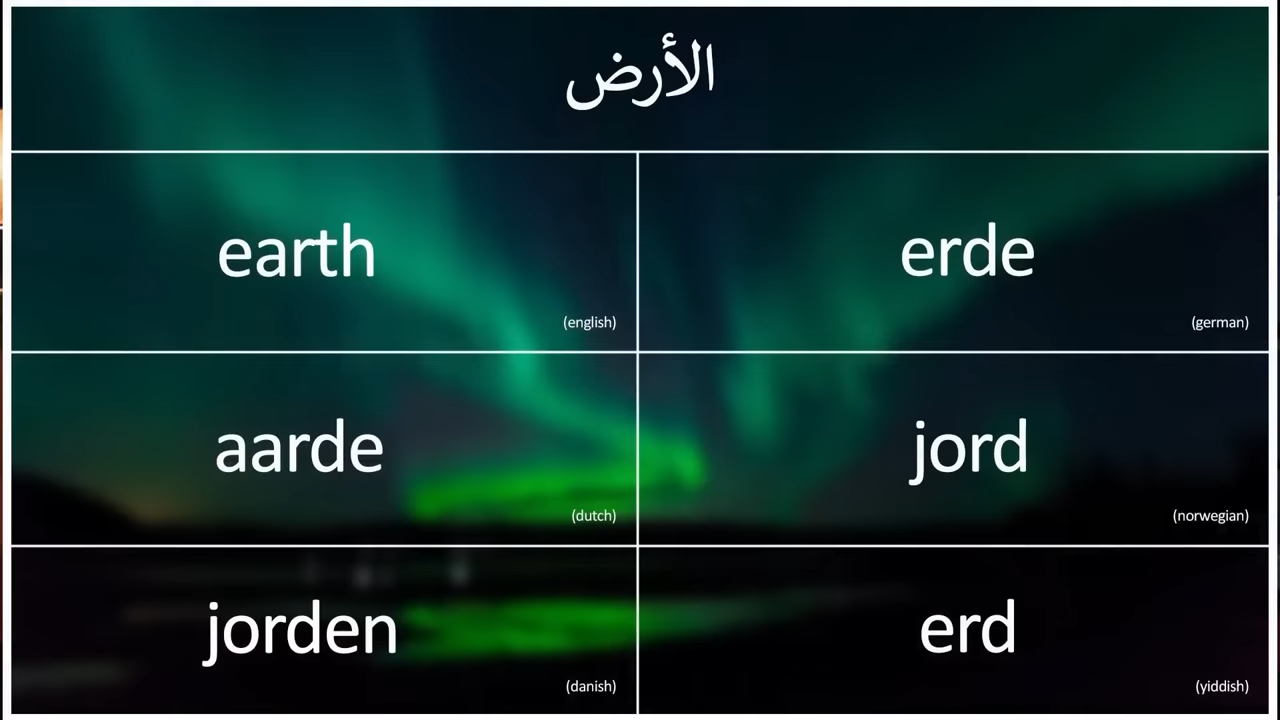 الأرض
earth
(english)
erde
(german)
aarde
(dutch)
jord
(norwegian)
jorden
(danish)
erd
(yiddish)